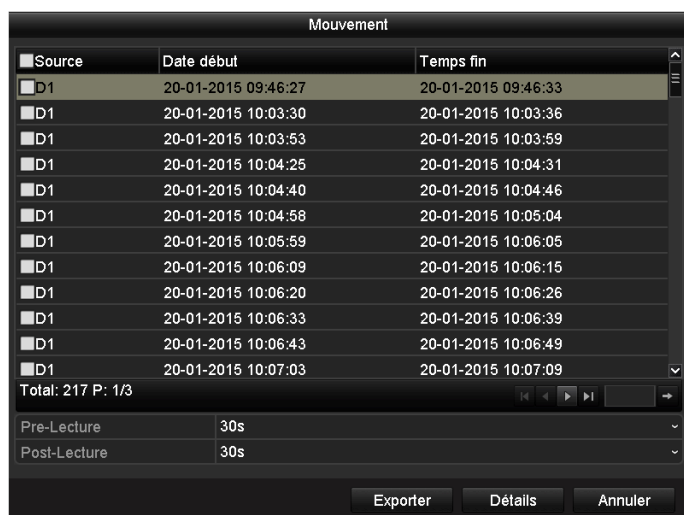 Mouvement
Source Date début Temps fin
D1 20-01-2015 09:46:27 20-01-2015 09:46:33
D1 20-01-2015 10:03:30 20-01-2015 10:03:36
D1 20-01-2015 10:03:53 20-01-2015 10:03:59
D1 20-01-2015 10:04:25 20-01-2015 10:04:31
D1 20-01-2015 10:04:40 20-01-2015 10:04:46
D1 20-01-2015 10:04:58 20-01-2015 10:05:04
D1 20-01-2015 10:05:59 20-01-2015 10:06:05
D1 20-01-2015 10:06:09 20-01-2015 10:06:15
D1 20-01-2015 10:06:20 20-01-2015 10:06:26
D1 20-01-2015 10:06:33 20-01-2015 10:06:39
D1 20-01-2015 10:06:43 20-01-2015 10:06:49
D1 20-01-2015 10:07:03 20-01-2015 10:07:09
Total: 217 P: 1/3
Pre-Lecture 30s
Post-Lecture 30s
Exporter Détails Annuler